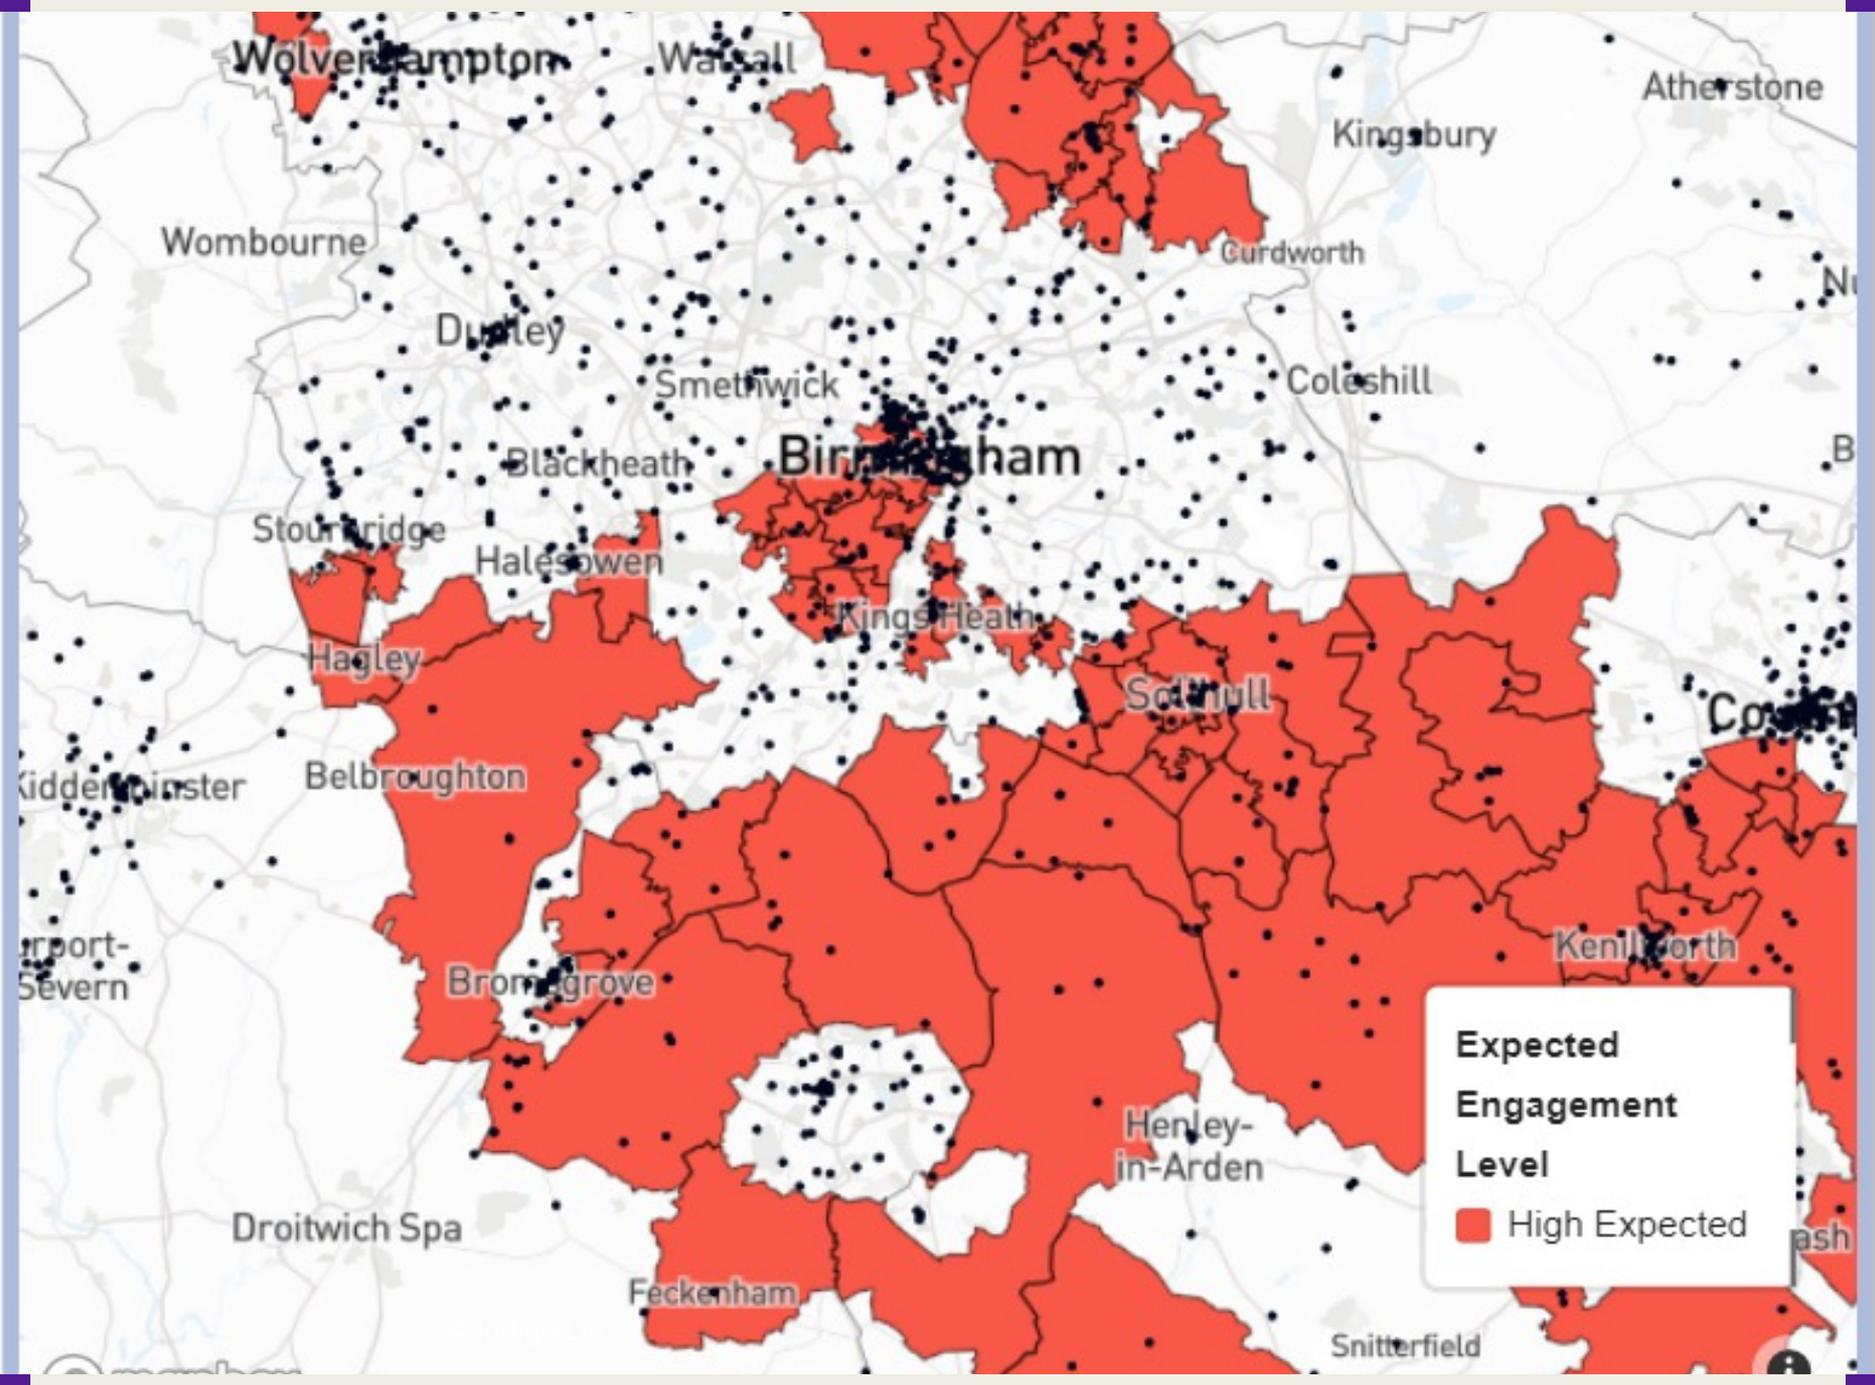 Wolverhampton
Walsall
Atherstone
Kingsbury
Wombourne
Curdworth
Dudley
Smethwick
Coleshill
Birmingham
Blackheath
Stourbridge
Halesowen
Kings Heath
Hagley
Solihull
Belbroughton
Kidderminster
Kenilworth
Bromsgrove
Severn
Expected
Engagement
Level
High Expected
Henley-
in-Arden
Droitwich Spa
Feckenham
Snitterfield
mapbox